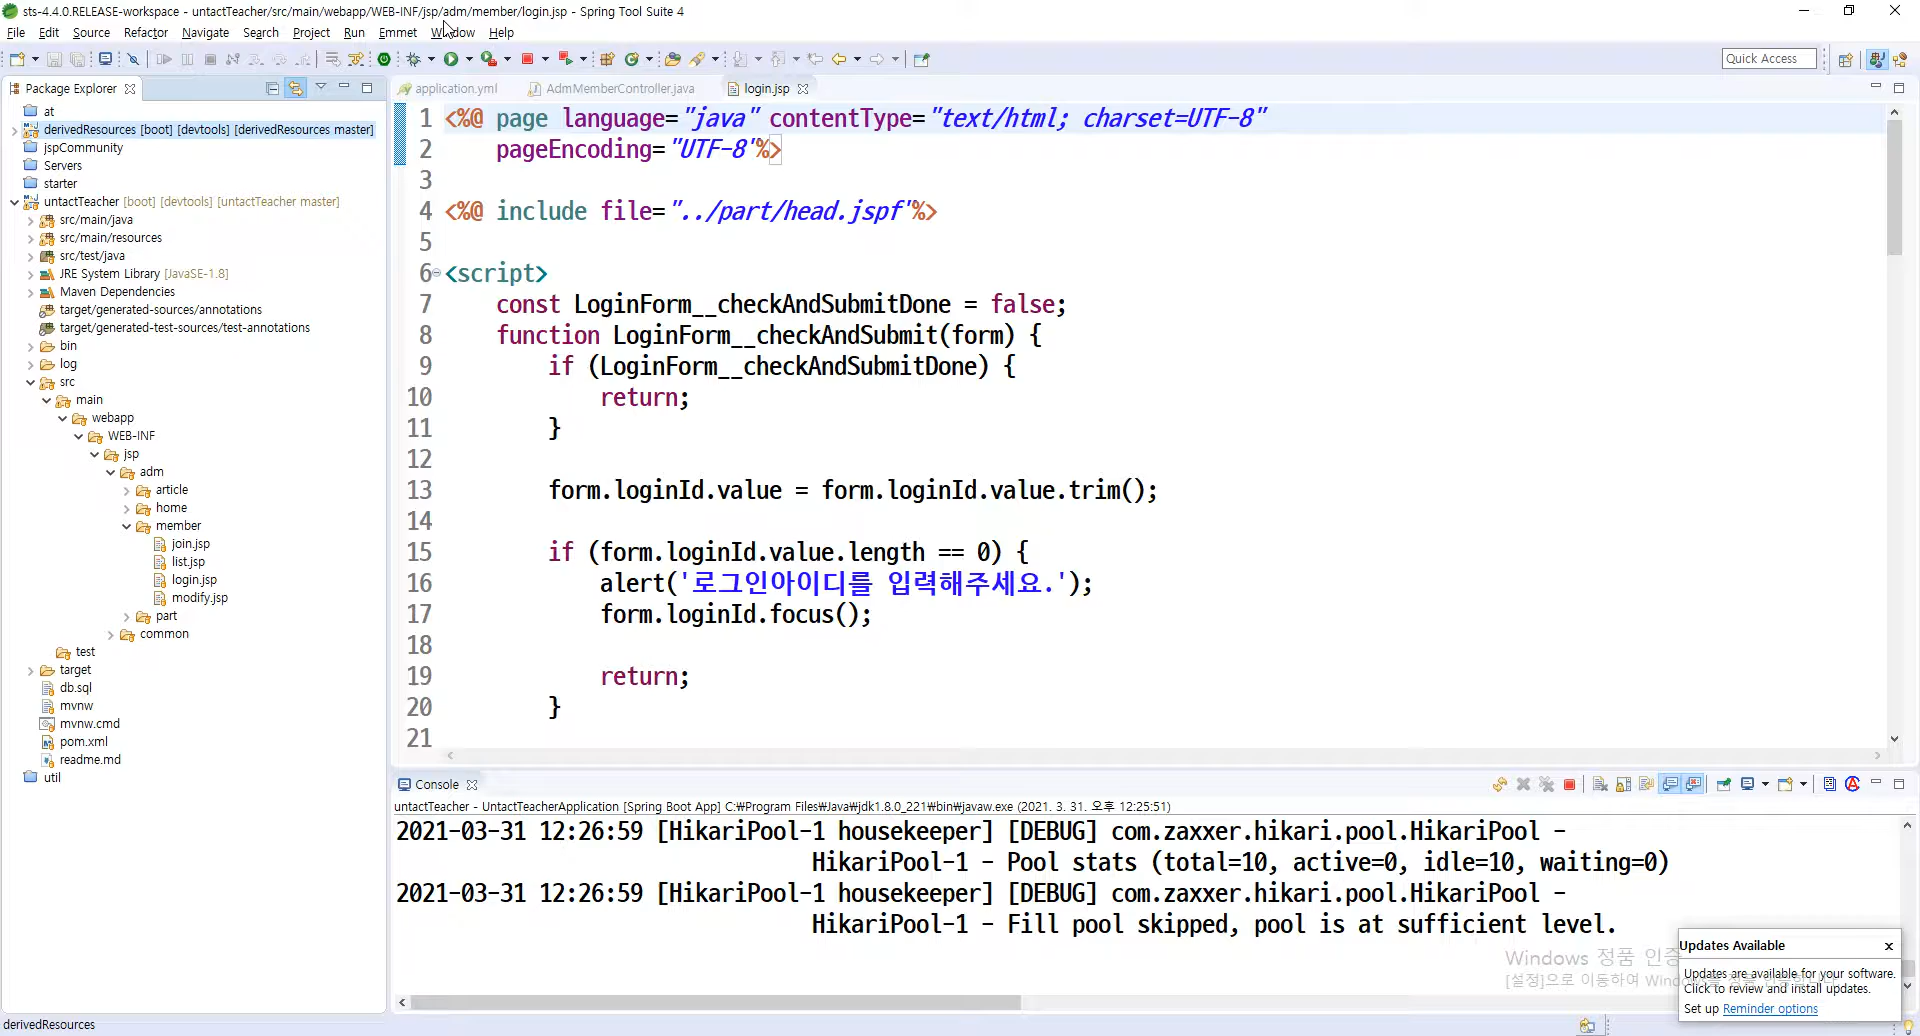 sts-4.4.0.RELEASE-workspace - untactTeacher/src/main/webapp/WEB-INF/jsp/adm/member/login.jsp - Spring Tool Suite 4
File Edit Source Refactor Navigate Search Project Run Emmet Window Help
Quick Access
Package Explorer
application.yml AdmMemberController.java login.jsp
at
derivedResources [boot] [devtools] [derivedResources master]
jspCommunity
Servers
starter
untactTeacher [boot] [devtools] [untactTeacher master]
src/main/java
src/main/resources
src/test/java
JRE System Library [JavaSE-1.8]
Maven Dependencies
target/generated-sources/annotations
target/generated-test-sources/test-annotations
bin
log
src
main
webapp
WEB-INF
jsp
adm
article
home
member
join.jsp
list.jsp
login.jsp
modify.jsp
part
common
test
target
db.sql
mvnw
mvnw.cmd
pom.xml
readme.md
util
1 <%@ page language="java" contentType="text/html; charset=UTF-8"
2 pageEncoding="UTF-8"%>
3
4 <%@ include file="../part/head.jspf"%>
5
6 <script>
7 const LoginForm__checkAndSubmitDone = false;
8 function LoginForm__checkAndSubmit(form) {
9 if (LoginForm__checkAndSubmitDone) {
10 return;
11 }
12
13 form.loginId.value = form.loginId.value.trim();
14
15 if (form.loginId.value.length == 0) {
16 alert('로그인아이디를 입력해주세요.');
17 form.loginId.focus();
18
19 return;
20 }
21
Console
untactTeacher - UntactTeacherApplication [Spring Boot App] C:₩Program Files₩Java₩jdk1.8.0_221₩bin₩javaw.exe (2021. 3. 31. 오후 12:25:51)
2021-03-31 12:26:59 [HikariPool-1 housekeeper] [DEBUG] com.zaxxer.hikari.pool.HikariPool -
HikariPool-1 - Pool stats (total=10, active=0, idle=10, waiting=0)
2021-03-31 12:26:59 [HikariPool-1 housekeeper] [DEBUG] com.zaxxer.hikari.pool.HikariPool -
HikariPool-1 - Fill pool skipped, pool is at sufficient level.
Windows 정품 인증
[설정]으로 이동하여
Updates Available
Updates are available for your software.
Click to review and install updates.
Set up Reminder options
derivedResources